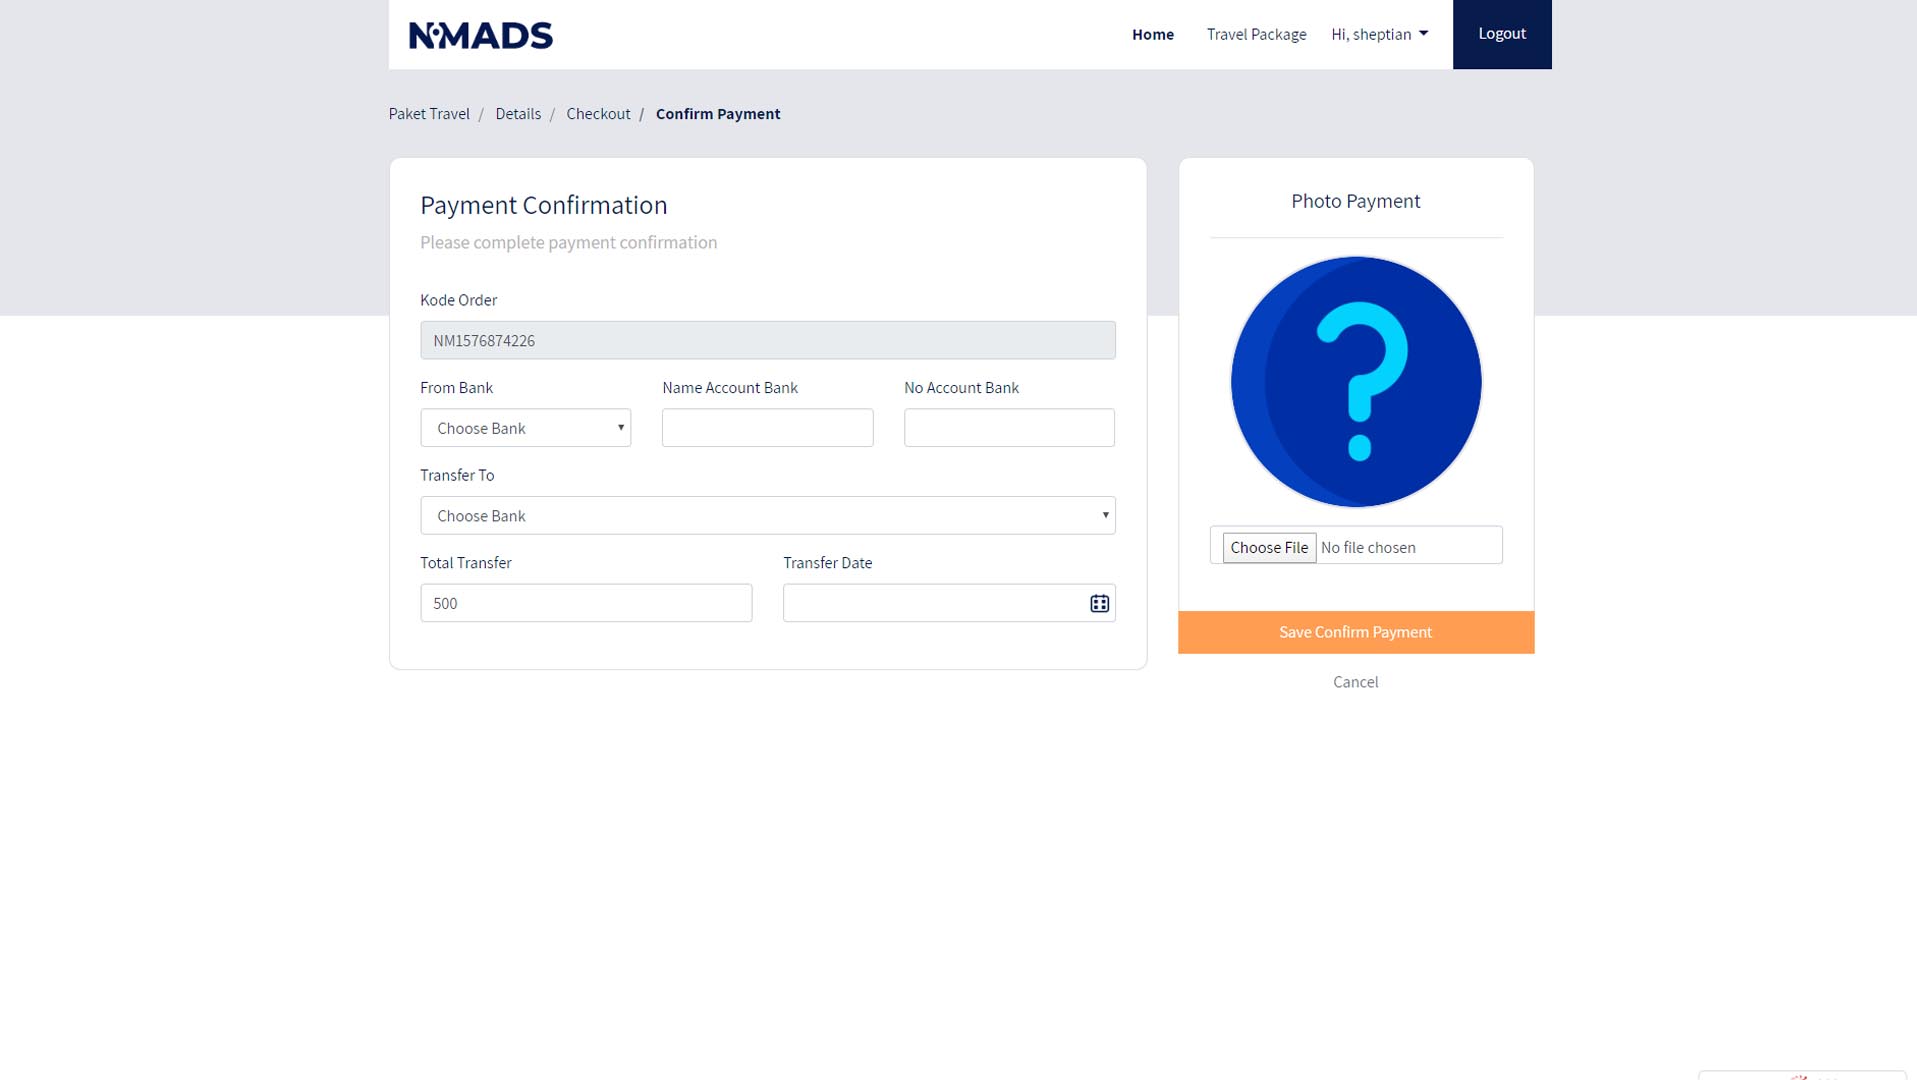 NOMADS
Home Travel Package Hi, sheptian Logout
Paket Travel / Details / Checkout / Confirm Payment
Payment Confirmation
Please complete payment confirmation
Kode Order
NM1576874226
From Bank Name Account Bank No Account Bank
Choose Bank
Transfer To
Choose Bank
Total Transfer Transfer Date
500
Photo Payment
Choose File No file chosen
Save Confirm Payment
Cancel